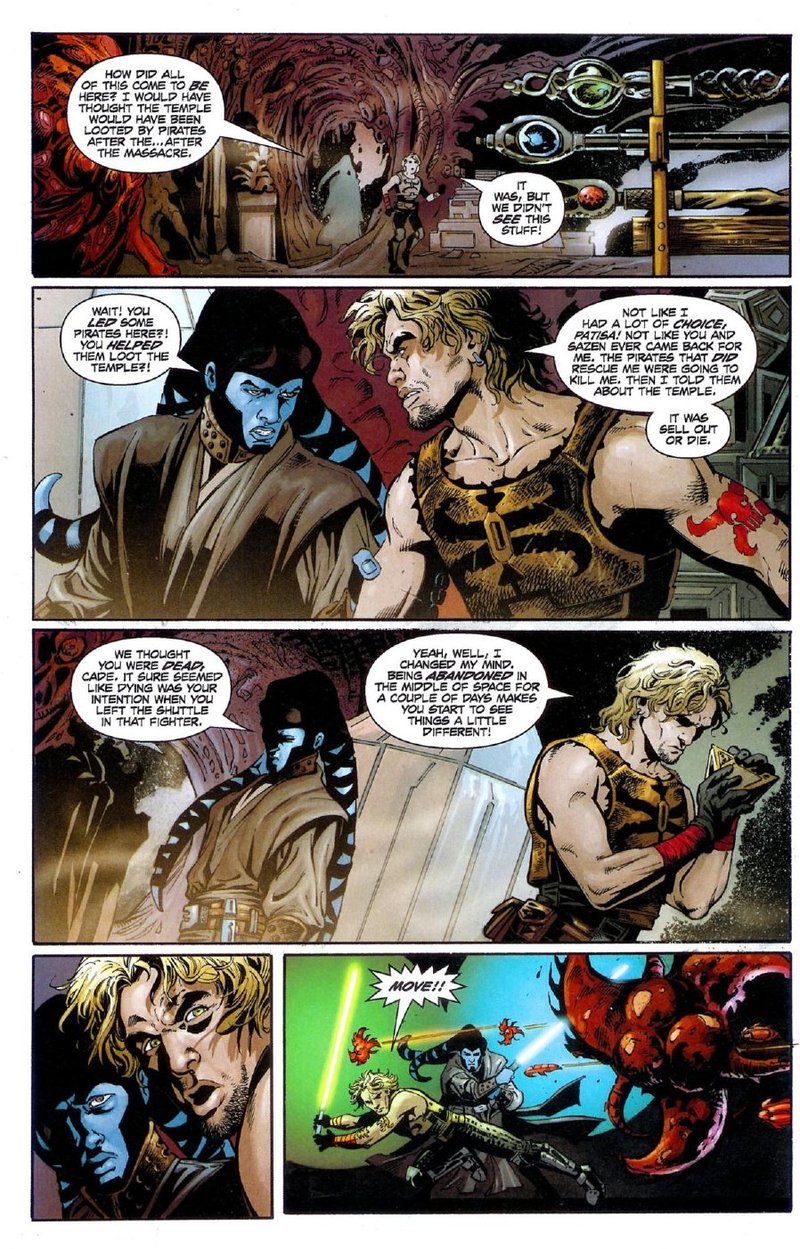 HOW DID ALL
OF THIS COME TO BE
HERE? I WOULD HAVE
THOUGHT THE TEMPLE
WOULD HAVE BEEN
LOOTED BY PIRATES
AFTER THE...AFTER
THE MASSACRE.
IT
WAS, BUT
WE DIDN'T
SEE THIS
STUFF!
WAIT! YOU
LED SOME
PIRATES HERE?!
YOU HELPED
THEM LOOT THE
TEMPLE?!
NOT LIKE I
HAD A LOT OF CHOICE,
PATISA! NOT LIKE YOU AND
SAZEN EVER CAME BACK FOR
ME. THE PIRATES THAT DID
RESCUE ME WERE GOING TO
KILL ME. THEN I TOLD THEM
ABOUT THE TEMPLE.
IT WAS
SELL OUT
OR DIE.
WE THOUGHT
YOU WERE DEAD,
CADE. IT SURE SEEMED
LIKE DYING WAS YOUR
INTENTION WHEN YOU
LEFT THE SHUTTLE
IN THAT FIGHTER.
YEAH, WELL, I
CHANGED MY MIND.
BEING ABANDONED IN
THE MIDDLE OF SPACE FOR
A COUPLE OF DAYS MAKES
YOU START TO SEE
THINGS A LITTLE
DIFFERENT!
MOVE!!